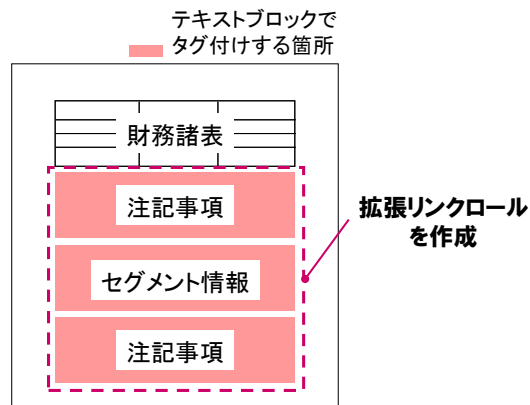 テキストブロックで
タグ付けする箇所
財務諸表
注記事項
拡張リンクロール
を作成
セグメント情報
注記事項